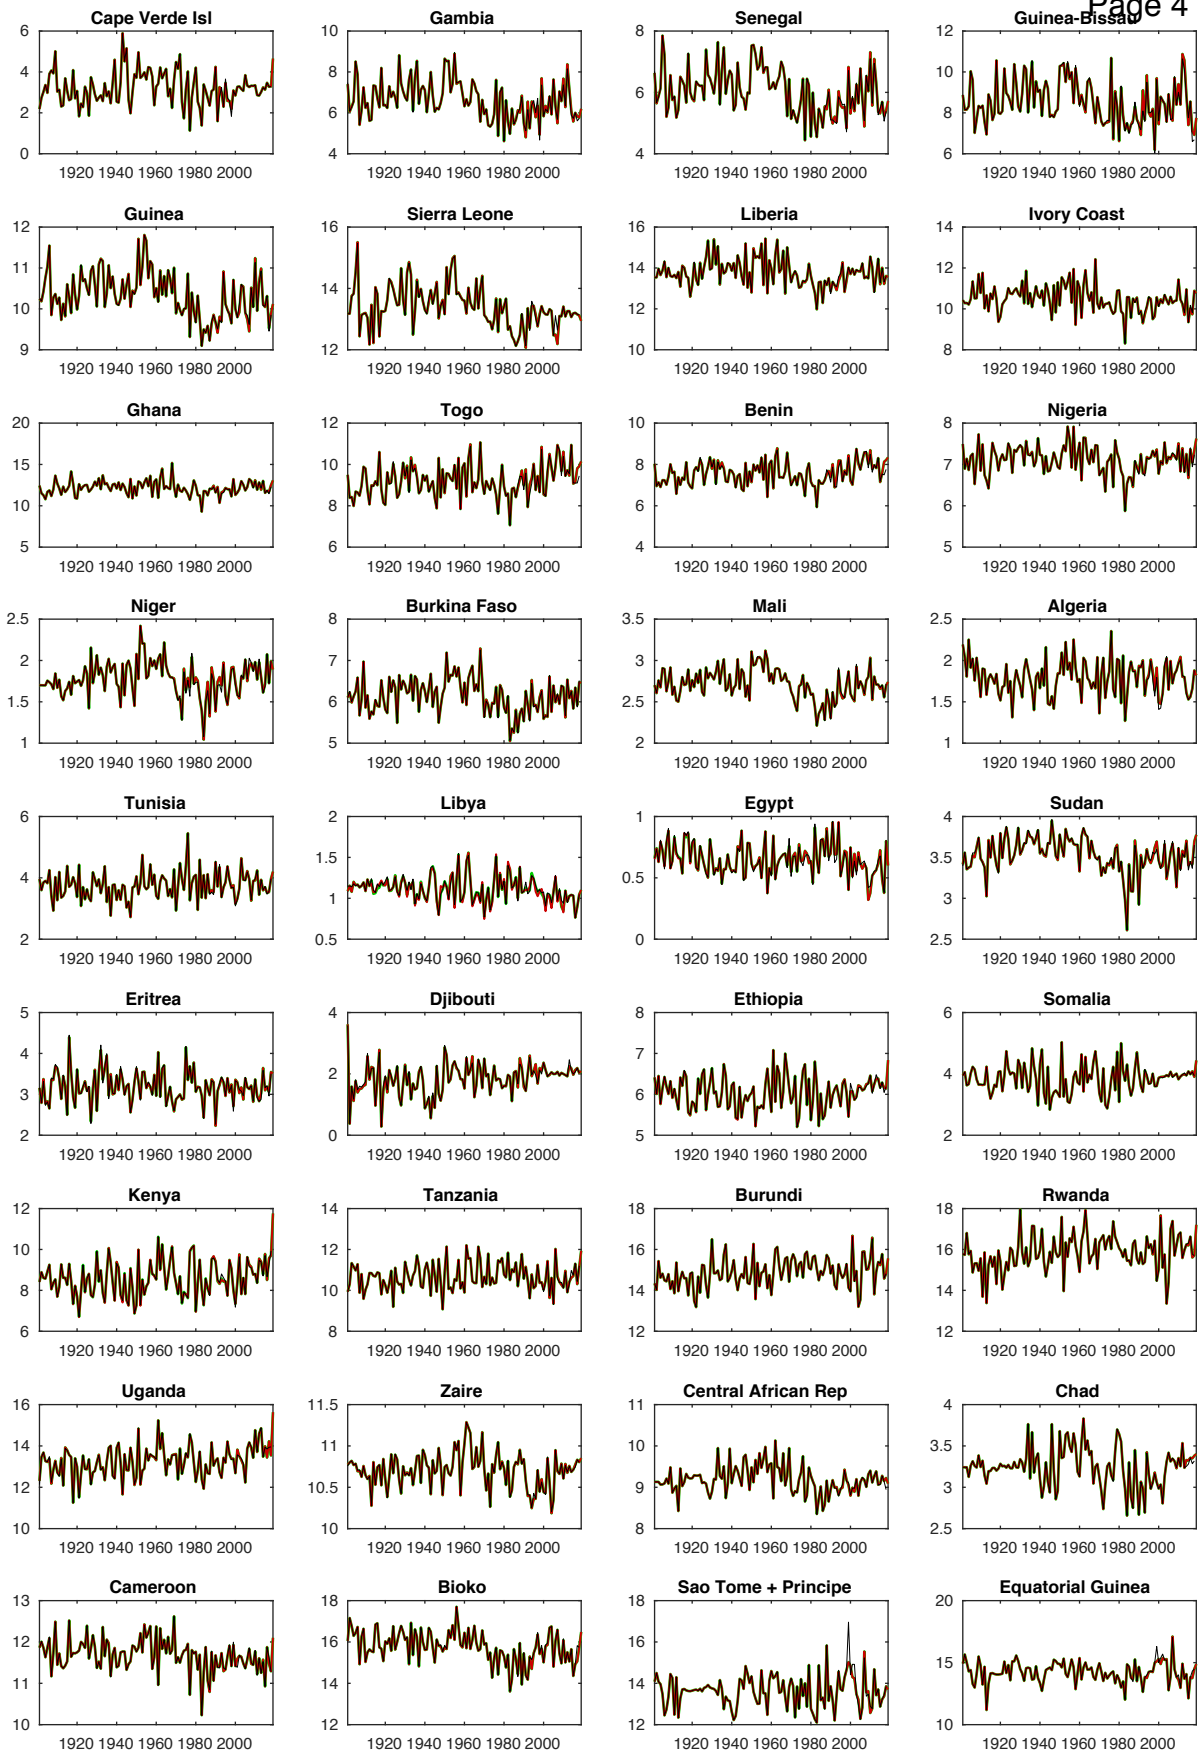 Page 4
Cape Verde Isl Gambia Senegal Guinea-Bissau
6 10 8 12
4 8 10
2 6 6 8
0 4 4 6
1920 1940 1960 1980 2000 1920 1940 1960 1980 2000 1920 1940 1960 1980 2000 1920 1940 1960 1980 2000
Guinea Sierra Leone Liberia Ivory Coast
12 16 16 14
11 14 12
14
10 12 10
9 12 10 8
1920 1940 1960 1980 2000 1920 1940 1960 1980 2000 1920 1940 1960 1980 2000 1920 1940 1960 1980 2000
Ghana Togo Benin Nigeria
20 12 10 8
15 10 8 7
10 8 6 6
5 6 4 5
1920 1940 1960 1980 2000 1920 1940 1960 1980 2000 1920 1940 1960 1980 2000 1920 1940 1960 1980 2000
Niger Burkina Faso Mali Algeria
2.5 8 3.5 2.5
2 7 3 2
1.5 6 2.5 1.5
1 5 2 1
1920 1940 1960 1980 2000 1920 1940 1960 1980 2000 1920 1940 1960 1980 2000 1920 1940 1960 1980 2000
Tunisia Libya Egypt Sudan
6 2 1 4
1.5 3.5
4 0.5
1 3
2 0.5 0 2.5
1920 1940 1960 1980 2000 1920 1940 1960 1980 2000 1920 1940 1960 1980 2000 1920 1940 1960 1980 2000
Eritrea Djibouti Ethiopia Somalia
5 4 8 6
4 7
2 4
3 6
2 0 5 2
1920 1940 1960 1980 2000 1920 1940 1960 1980 2000 1920 1940 1960 1980 2000 1920 1940 1960 1980 2000
Kenya Tanzania Burundi Rwanda
12 14 18 18
10 12 16 16
8 10 14 14
6 8 12 12
1920 1940 1960 1980 2000 1920 1940 1960 1980 2000 1920 1940 1960 1980 2000 1920 1940 1960 1980 2000
Uganda Zaire Central African Rep Chad
16 11.5 11 4
14 11 10 3.5
12 10.5 9 3
10 10 8 2.5
1920 1940 1960 1980 2000 1920 1940 1960 1980 2000 1920 1940 1960 1980 2000 1920 1940 1960 1980 2000
Cameroon Bioko Sao Tome + Principe Equatorial Guinea
13 18 18 20
12 16 16
15
11 14 14
10 12 12 10
1920 1940 1960 1980 2000 1920 1940 1960 1980 2000 1920 1940 1960 1980 2000 1920 1940 1960 1980 2000